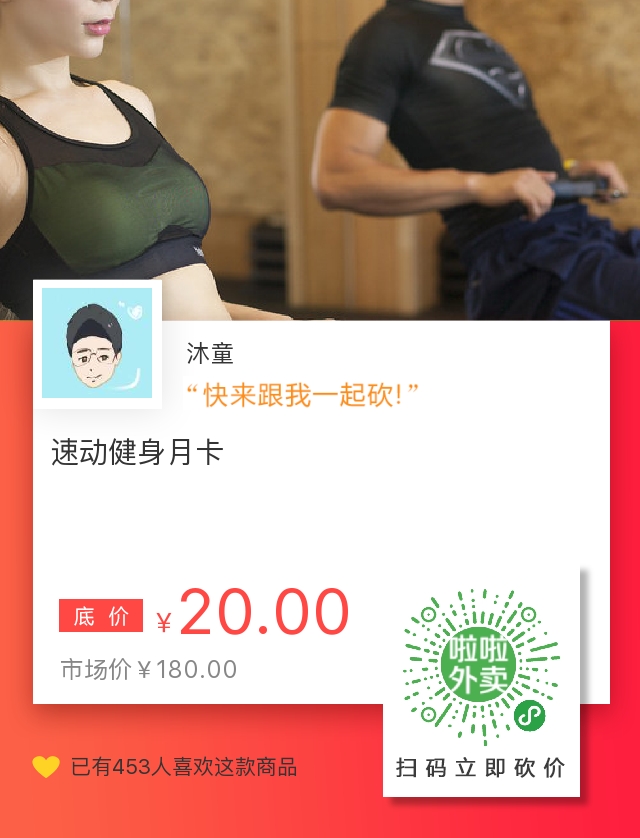 沐童
“快来跟我一起砍!”
速动健身月卡
底价 ¥20.00
市场价¥180.00
啦啦
外卖
扫码立即砍价
已有453人喜欢这款商品